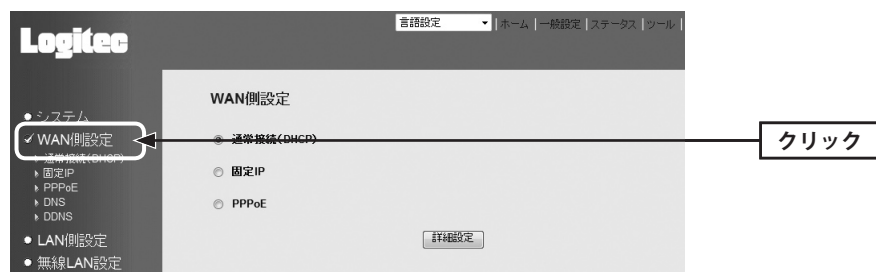 言語設定 ホーム 一般設定 ステータス ツール
Logitec
WAN側設定
システム
WAN側設定
通常接続(DHCP)
クリック
通常接続(DHCP)
固定IP
固定IP
PPPoE
DNS
PPPoE
DDNS
LAN側設定
詳細設定
無線LAN設定